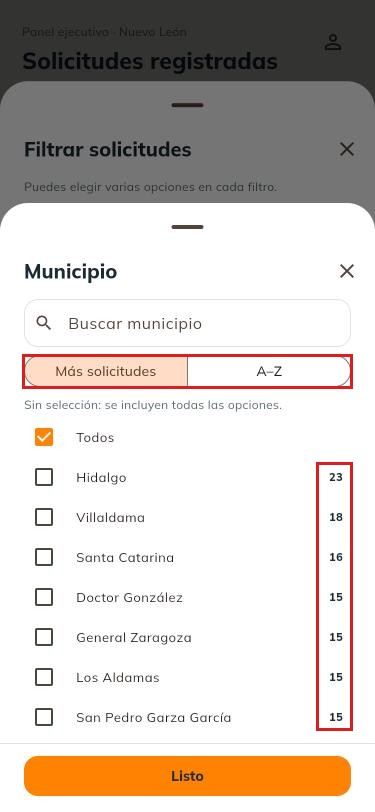 Panel ejecutivo · Nuevo León
Solicitudes registradas
Filtrar solicitudes
Puedes elegir varias opciones en cada filtro.
Municipio
Buscar municipio
Más solicitudes A–Z
Sin selección: se incluyen todas las opciones.
Todos
Hidalgo 23
Villaldama 18
Santa Catarina 16
Doctor González 15
General Zaragoza 15
Los Aldamas 15
San Pedro Garza García 15
Listo